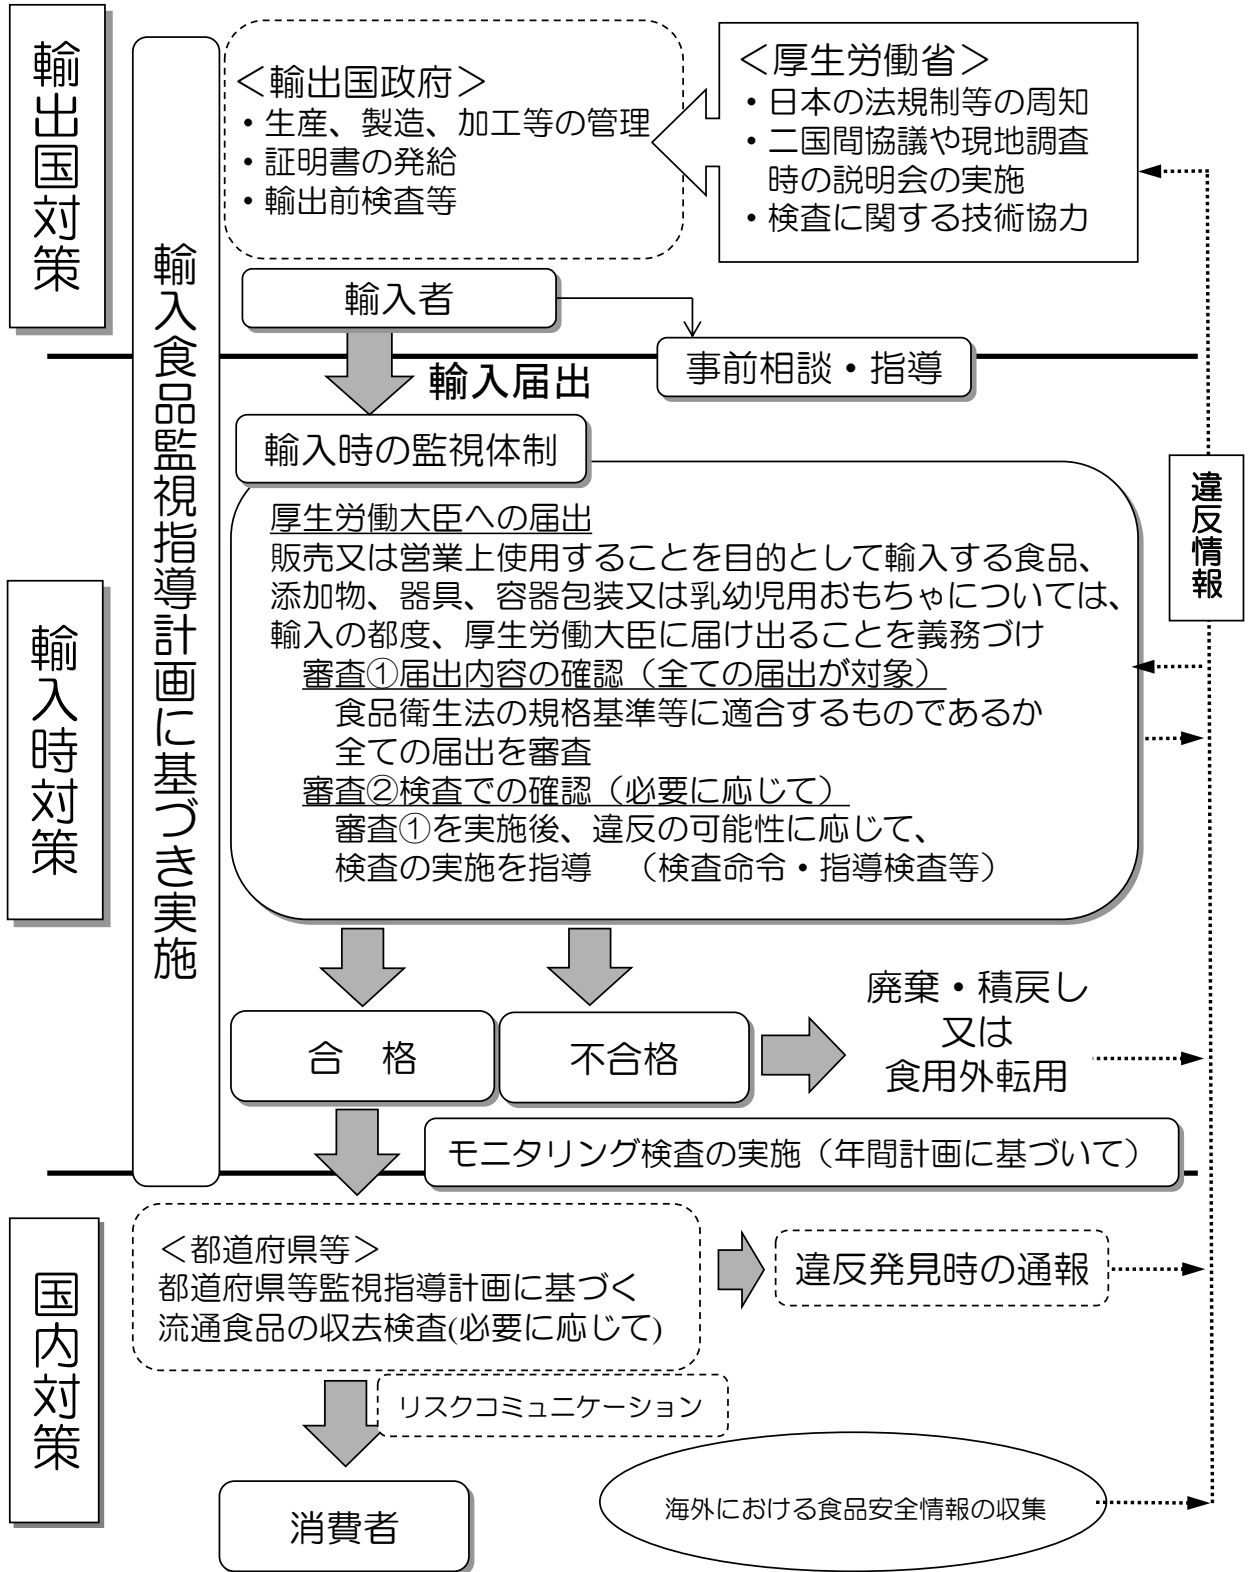 輸出国対策
輸入食品監視指導計画に基づき実施
＜輸出国政府＞
・生産、製造、加工等の管理
・証明書の発給
・輸出前検査等
＜厚生労働省＞
・日本の法規制等の周知
・二国間協議や現地調査
時の説明会の実施
・検査に関する技術協力
輸入者
事前相談・指導
輸入届出
輸入時対策
輸入時の監視体制
厚生労働大臣への届出
販売又は営業上使用することを目的として輸入する食品、
添加物、器具、容器包装又は乳幼児用おもちゃについては、
輸入の都度、厚生労働大臣に届け出ることを義務づけ
審査①届出内容の確認（全ての届出が対象）
食品衛生法の規格基準等に適合するものであるか
全ての届出を審査
審査②検査での確認（必要に応じて）
審査①を実施後、違反の可能性に応じて、
検査の実施を指導　（検査命令・指導検査等）
違反情報
合　格
不合格
廃棄・積戻し
又は
食用外転用
モニタリング検査の実施（年間計画に基づいて）
国内対策
＜都道府県等＞
都道府県等監視指導計画に基づく
流通食品の収去検査(必要に応じて)
違反発見時の通報
リスクコミュニケーション
消費者
海外における食品安全情報の収集